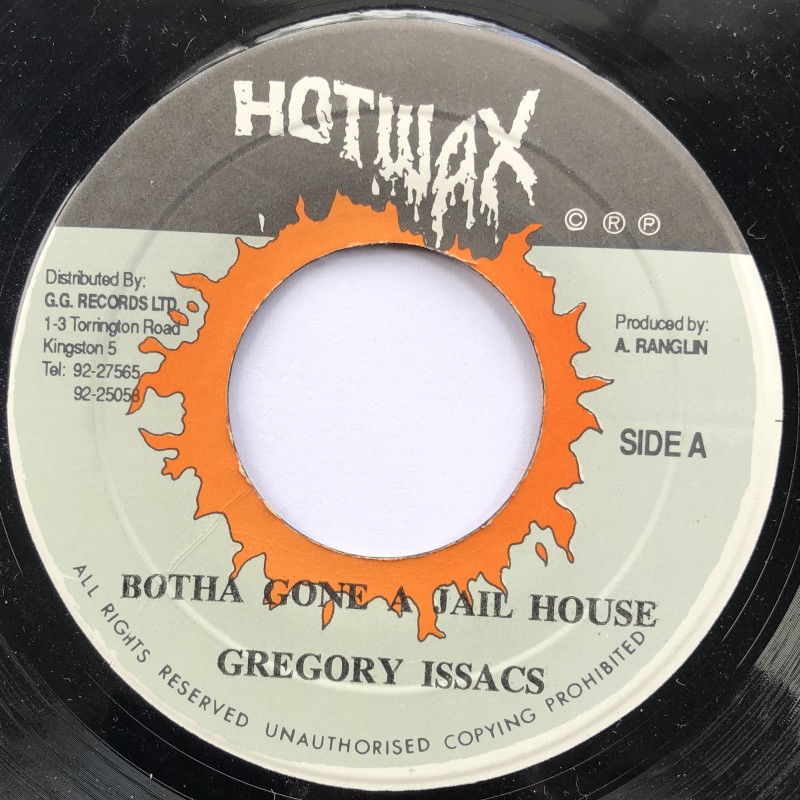 HOTWAX
© ® ℗
Distributed By:
G.G. RECORDS LTD.
1-3 Torrington Road
Kingston 5
Tel: 92-27565
92-25058
Produced by:
A. RANGLIN
SIDE A
BOTHA GONE A JAIL HOUSE
GREGORY ISSACS
ALL RIGHTS RESERVED UNAUTHORISED COPYING PROHIBITED